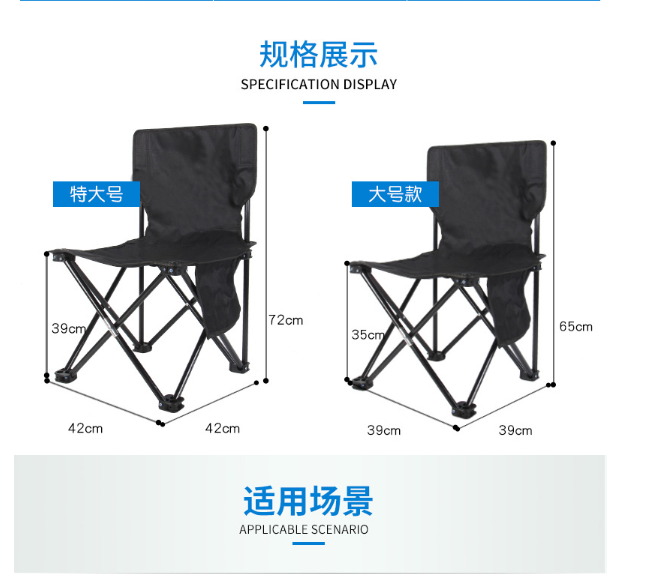 规格展示
SPECIFICATION DISPLAY
特大号
大号款
39cm
72cm
42cm
42cm
35cm
65cm
39cm
39cm
适用场景
APPLICABLE SCENARIO